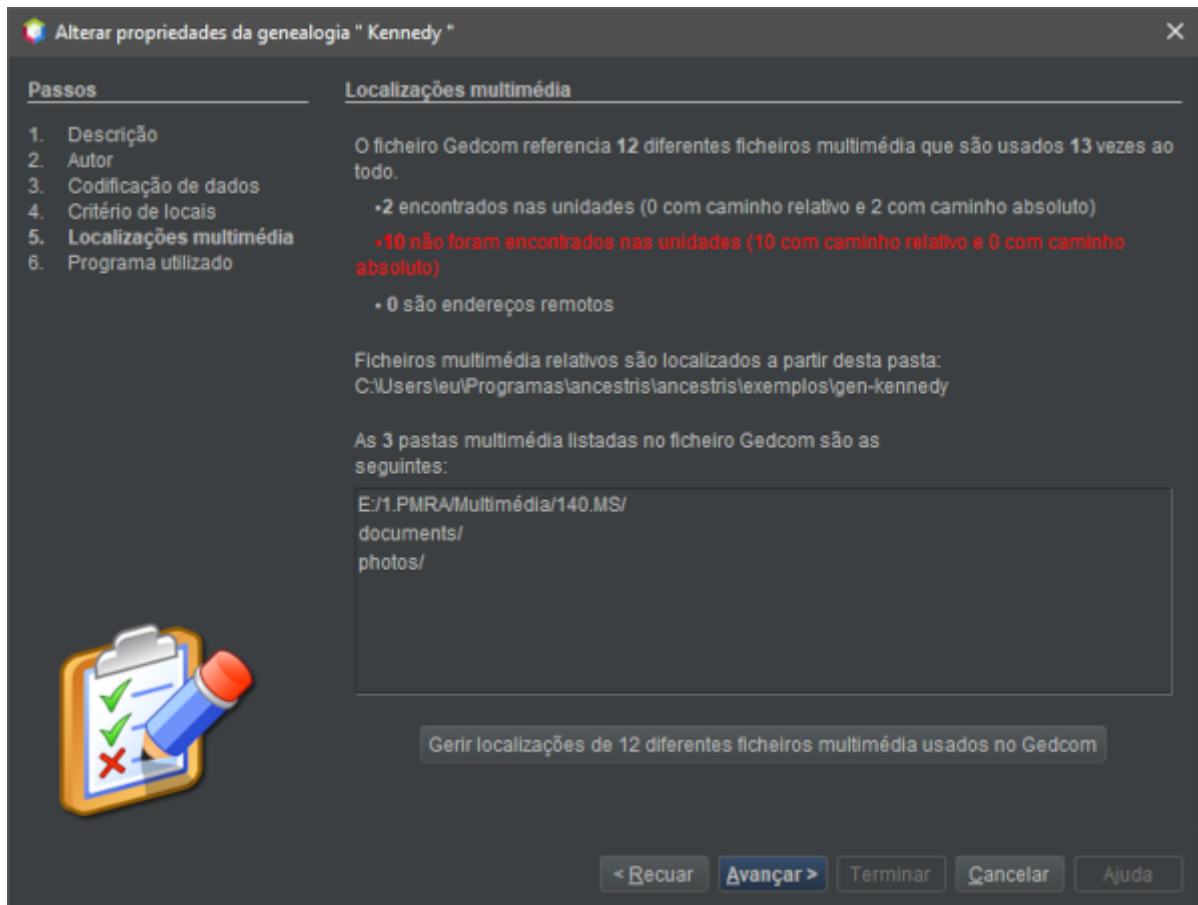 Alterar propriedades da genealogia " Kennedy "
Passos
1. Descrição
2. Autor
3. Codificação de dados
4. Critério de locais
5. Localizações multimédia
6. Programa utilizado
Localizações multimédia
O ficheiro Gedcom referencia 12 diferentes ficheiros multimédia que são usados 13 vezes ao
todo.
•2 encontrados nas unidades (0 com caminho relativo e 2 com caminho absoluto)
•10 não foram encontrados nas unidades (10 com caminho relativo e 0 com caminho
absoluto)
• 0 são endereços remotos
Ficheiros multimédia relativos são localizados a partir desta pasta:
C:\Users\eu\Programas\ancestris\ancestris\exemplos\gen-kennedy
As 3 pastas multimédia listadas no ficheiro Gedcom são as
seguintes:
E:/1.PMRA/Multimédia/140.MS/
documents/
photos/
Gerir localizações de 12 diferentes ficheiros multimédia usados no Gedcom
< Recuar
Avançar >
Terminar
Cancelar
Ajuda